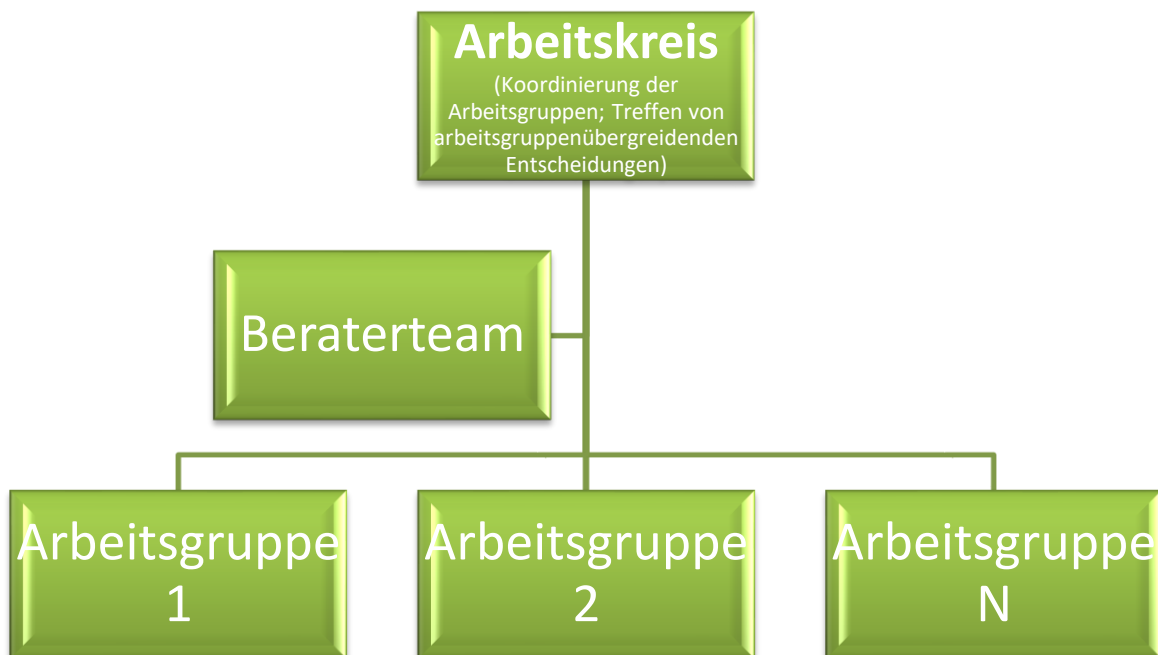 Arbeitskreis
(Koordinierung der
Arbeitsgruppen; Treffen von
arbeitsgruppenübergreidenden
Entscheidungen)
Beraterteam
Arbeitsgruppe
1
Arbeitsgruppe
2
Arbeitsgruppe
N